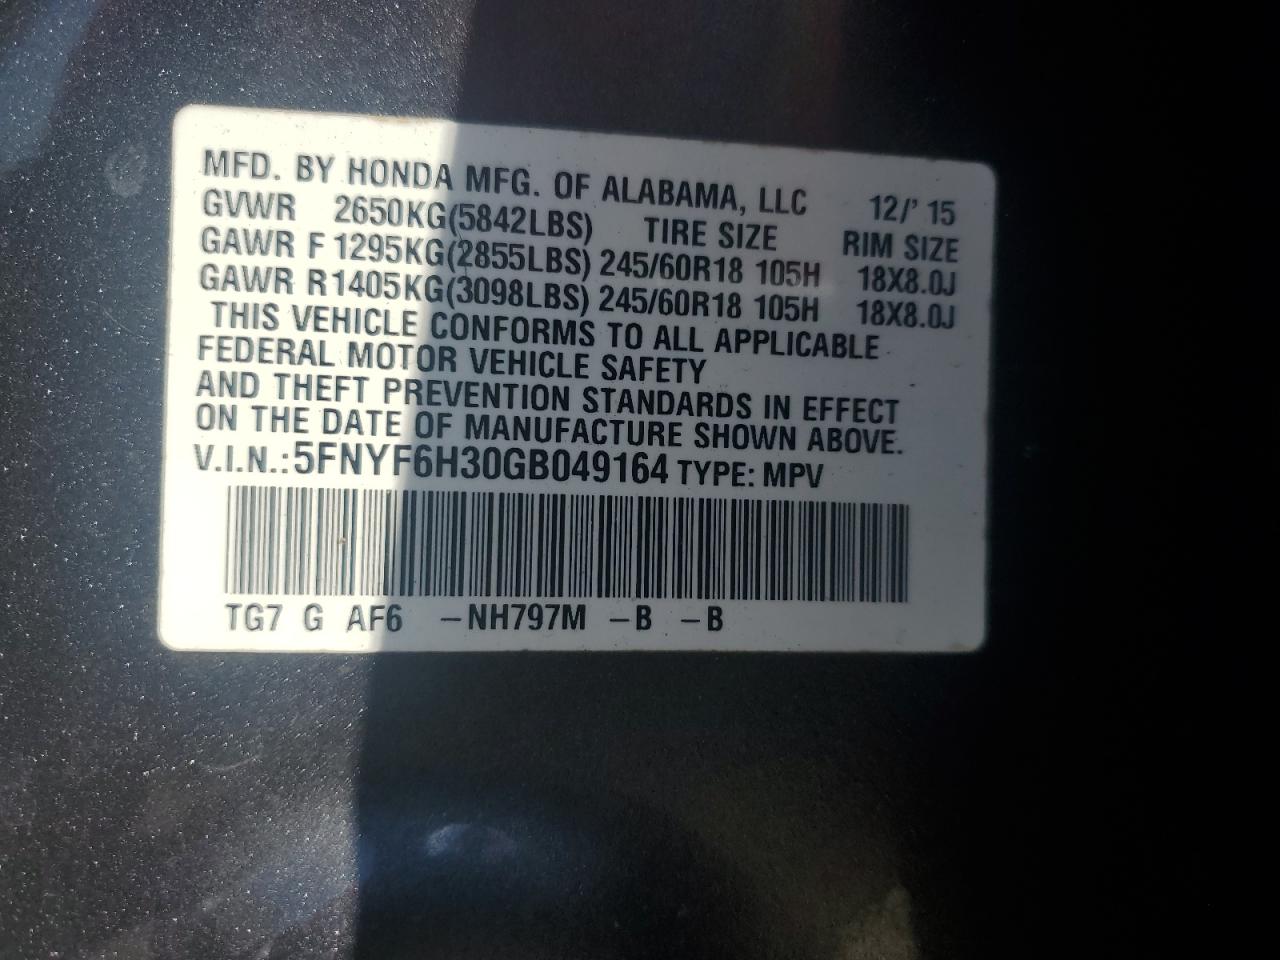 MFD. BY HONDA MFG. OF ALABAMA, LLC 12/' 15
GVWR 2650KG(5842LBS) TIRE SIZE RIM SIZE
GAWR F 1295KG(2855LBS) 245/60R18 105H 18X8.0J
GAWR R1405KG(3098LBS) 245/60R18 105H 18X8.0J
THIS VEHICLE CONFORMS TO ALL APPLICABLE
FEDERAL MOTOR VEHICLE SAFETY
AND THEFT PREVENTION STANDARDS IN EFFECT
ON THE DATE OF MANUFACTURE SHOWN ABOVE.
V.I.N.: 5FNYF6H30GB049164 TYPE: MPV
TG7 G AF6 -NH797M -B -B